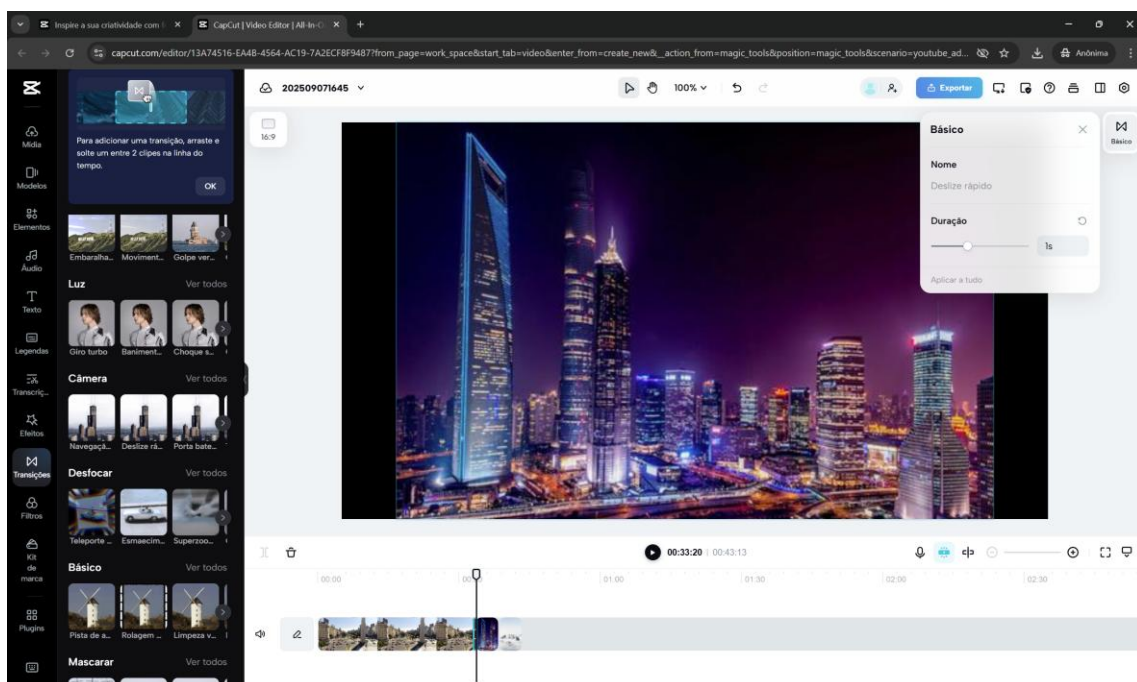 Inspire a sua criatividade com
CapCut | Video Editor | All-In-O
capcut.com/editor/13A74516-EA4B-4564-AC19-7A2ECF8F9487?from_page=work_space&start_tab=video&enter_from=create_new&_action_from=magic_tools&position=magic_tools&scenario=youtube_ad...
Anônima
Mídia
Modelos
Elementos
Áudio
Texto
Legendas
Transcriç...
Efeitos
Transições
Filtros
Kit
de
marca
Plugins
Para adicionar uma transição, arraste e
solte um entre 2 clipes na linha do
tempo.
OK
Embaralha... Moviment... Golpe ver...
Luz Ver todos
Giro turbo Baniment... Choque s...
Câmera Ver todos
Navegaçã... Deslize rá... Porta bate...
Desfocar Ver todos
Teleporte ... Esmaecim... Superzoo...
Básico Ver todos
Pista de a... Rolagem ... Limpeza v...
Mascarar Ver todos
202509071645
100%
Exportar
16:9
Básico
Nome
Deslize rápido
Duração
1s
Aplicar a tudo
Básico
00:33:20 | 00:43:13
00:00 01:00 01:30 02:00 02:30